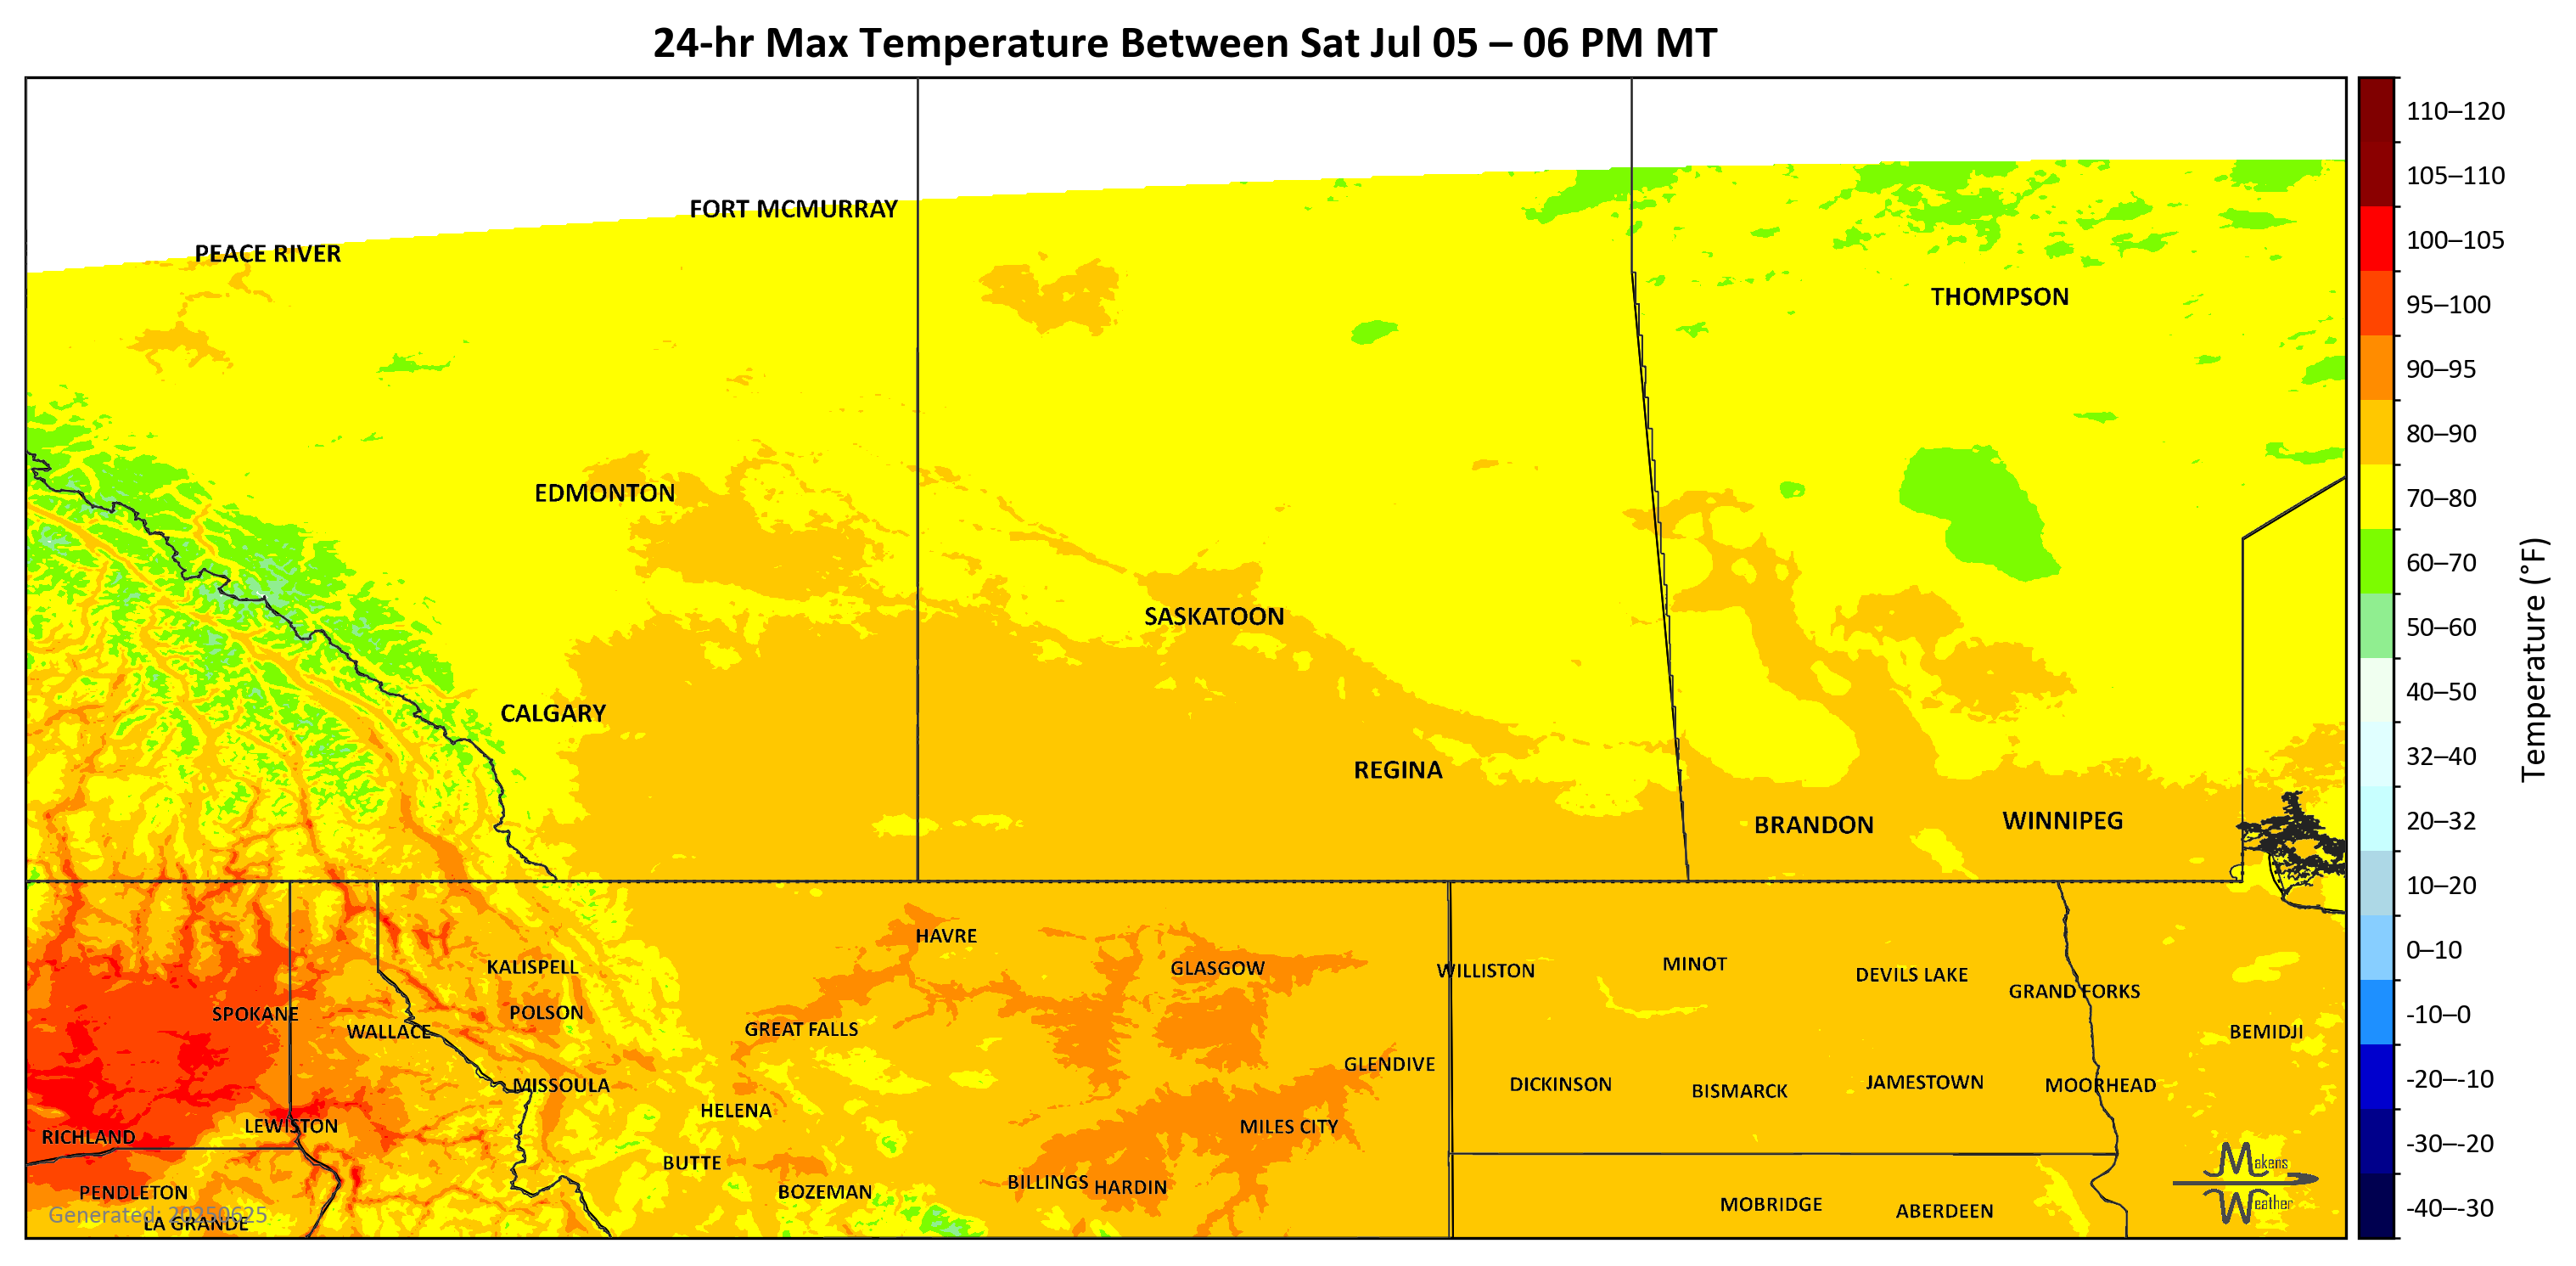 24-hr Max Temperature Between Sat Jul 05 – 06 PM MT
FORT MCMURRAY
PEACE RIVER
THOMPSON
EDMONTON
SASKATOON
CALGARY
REGINA
BRANDON
WINNIPEG
HAVRE
KALISPELL
GLASGOW
WILLISTON
MINOT
DEVILS LAKE
GRAND FORKS
SPOKANE
POLSON
WALLACE
GREAT FALLS
BEMIDJI
GLENDIVE
MISSOULA
DICKINSON
BISMARCK
JAMESTOWN
MOORHEAD
HELENA
LEWISTON
MILES CITY
RICHLAND
BUTTE
BILLINGS
HARDIN
PENDLETON
BOZEMAN
MOBRIDGE
ABERDEEN
LA GRANDE
Generated: 20250625
Makens
Weather
110–120
105–110
100–105
95–100
90–95
80–90
70–80
60–70
50–60
40–50
32–40
20–32
10–20
0–10
-10–0
-20–-10
-30–-20
-40–-30
Temperature (°F)